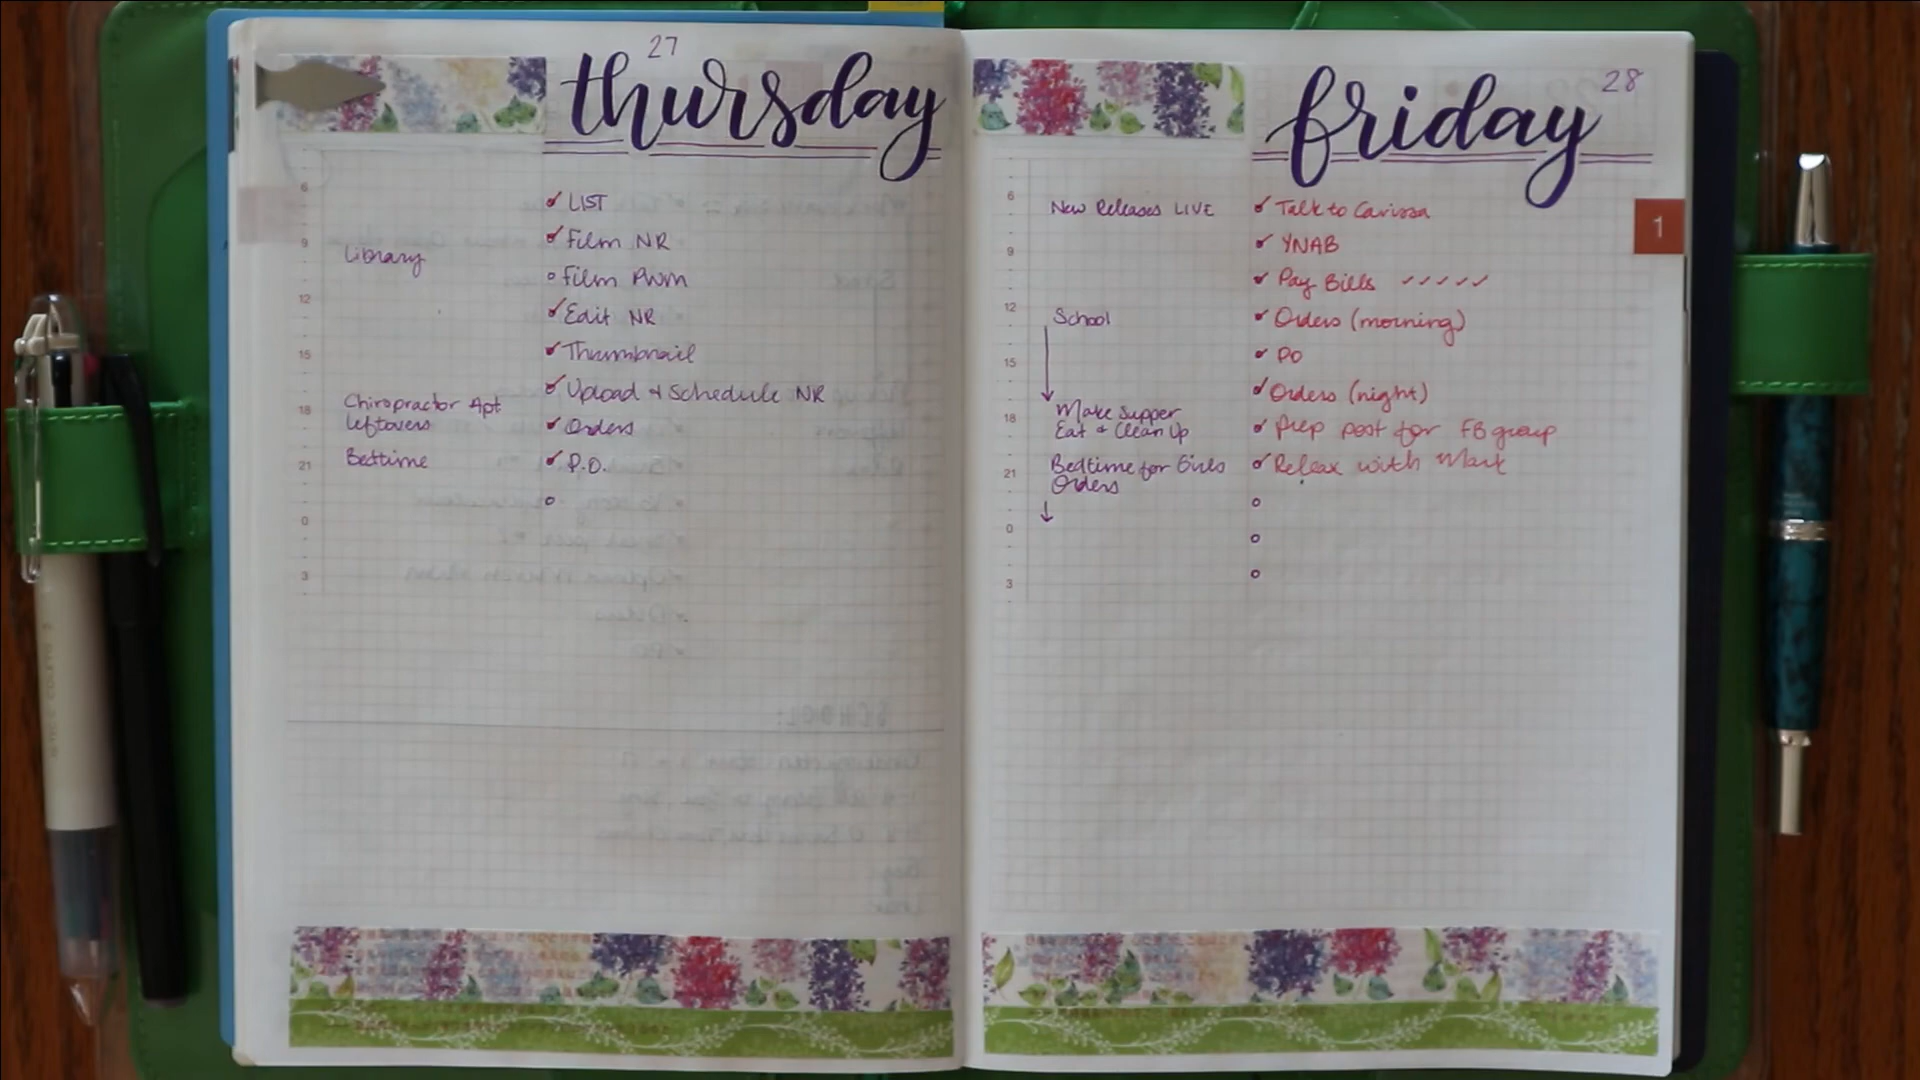 27
thursday
6
9
12
15
18
21
0
3
Library
Chiropractor Apt
leftovers
Bedtime
LIST
Film NR
Film PWM
Edit NR
Thumbnail
Upload & Schedule NR
Orders
P.O.
28
friday
1
6
9
12
15
18
21
0
3
New Releases LIVE
School
Make Supper
Eat & Clean Up
Bedtime for Girls
Orders
Talk to Carissa
YNAB
Pay Bills ✓ ✓ ✓ ✓ ✓
Orders (morning)
PO
Orders (night)
Prep post for FB group
Relax with Mark
SCHOOL: